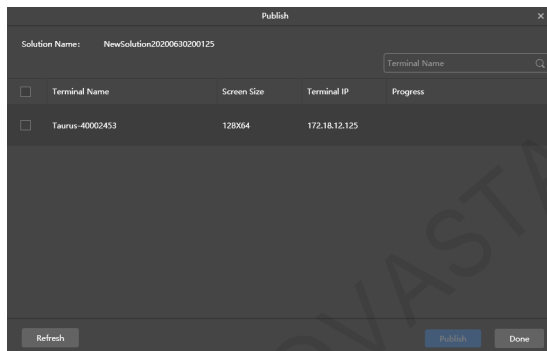 Publish
Solution Name: NewSolution20200630200125
Terminal Name
Terminal Name Screen Size Terminal IP Progress
Taurus-40002453 128X64 172.18.12.125
Refresh Publish Done